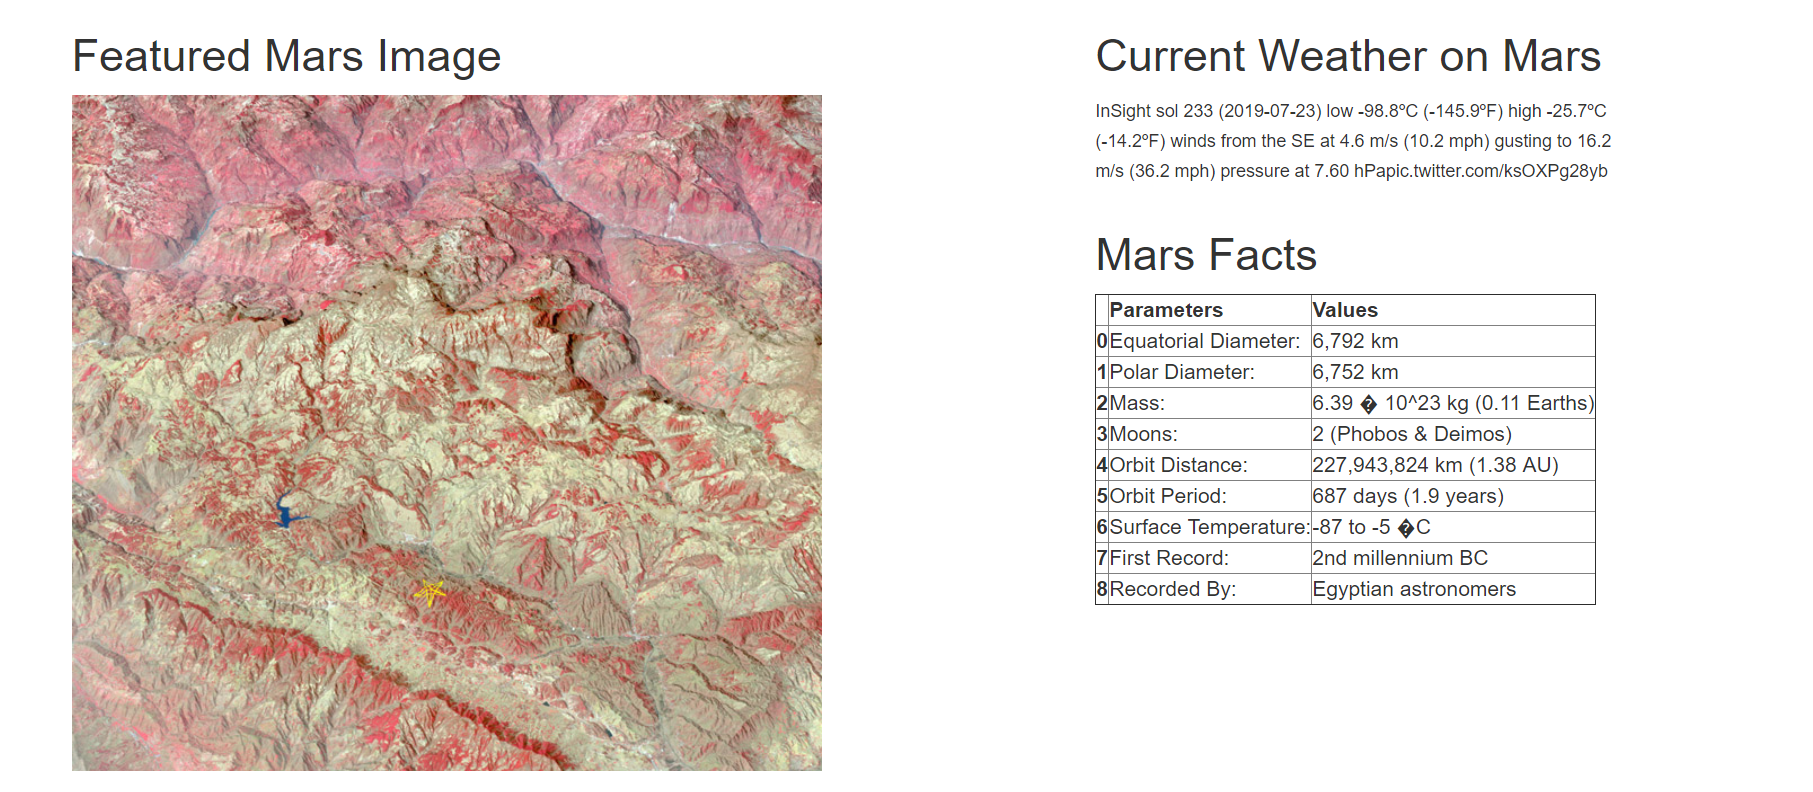 Featured Mars Image
Current Weather on Mars
InSight sol 233 (2019-07-23) low -98.8ºC (-145.9ºF) high -25.7ºC
(-14.2ºF) winds from the SE at 4.6 m/s (10.2 mph) gusting to 16.2
m/s (36.2 mph) pressure at 7.60 hPapic.twitter.com/ksOXPg28yb
Mars Facts
Parameters Values
0 Equatorial Diameter: 6,792 km
1 Polar Diameter: 6,752 km
2 Mass: 6.39 � 10^23 kg (0.11 Earths)
3 Moons: 2 (Phobos & Deimos)
4 Orbit Distance: 227,943,824 km (1.38 AU)
5 Orbit Period: 687 days (1.9 years)
6 Surface Temperature: -87 to -5 �C
7 First Record: 2nd millennium BC
8 Recorded By: Egyptian astronomers